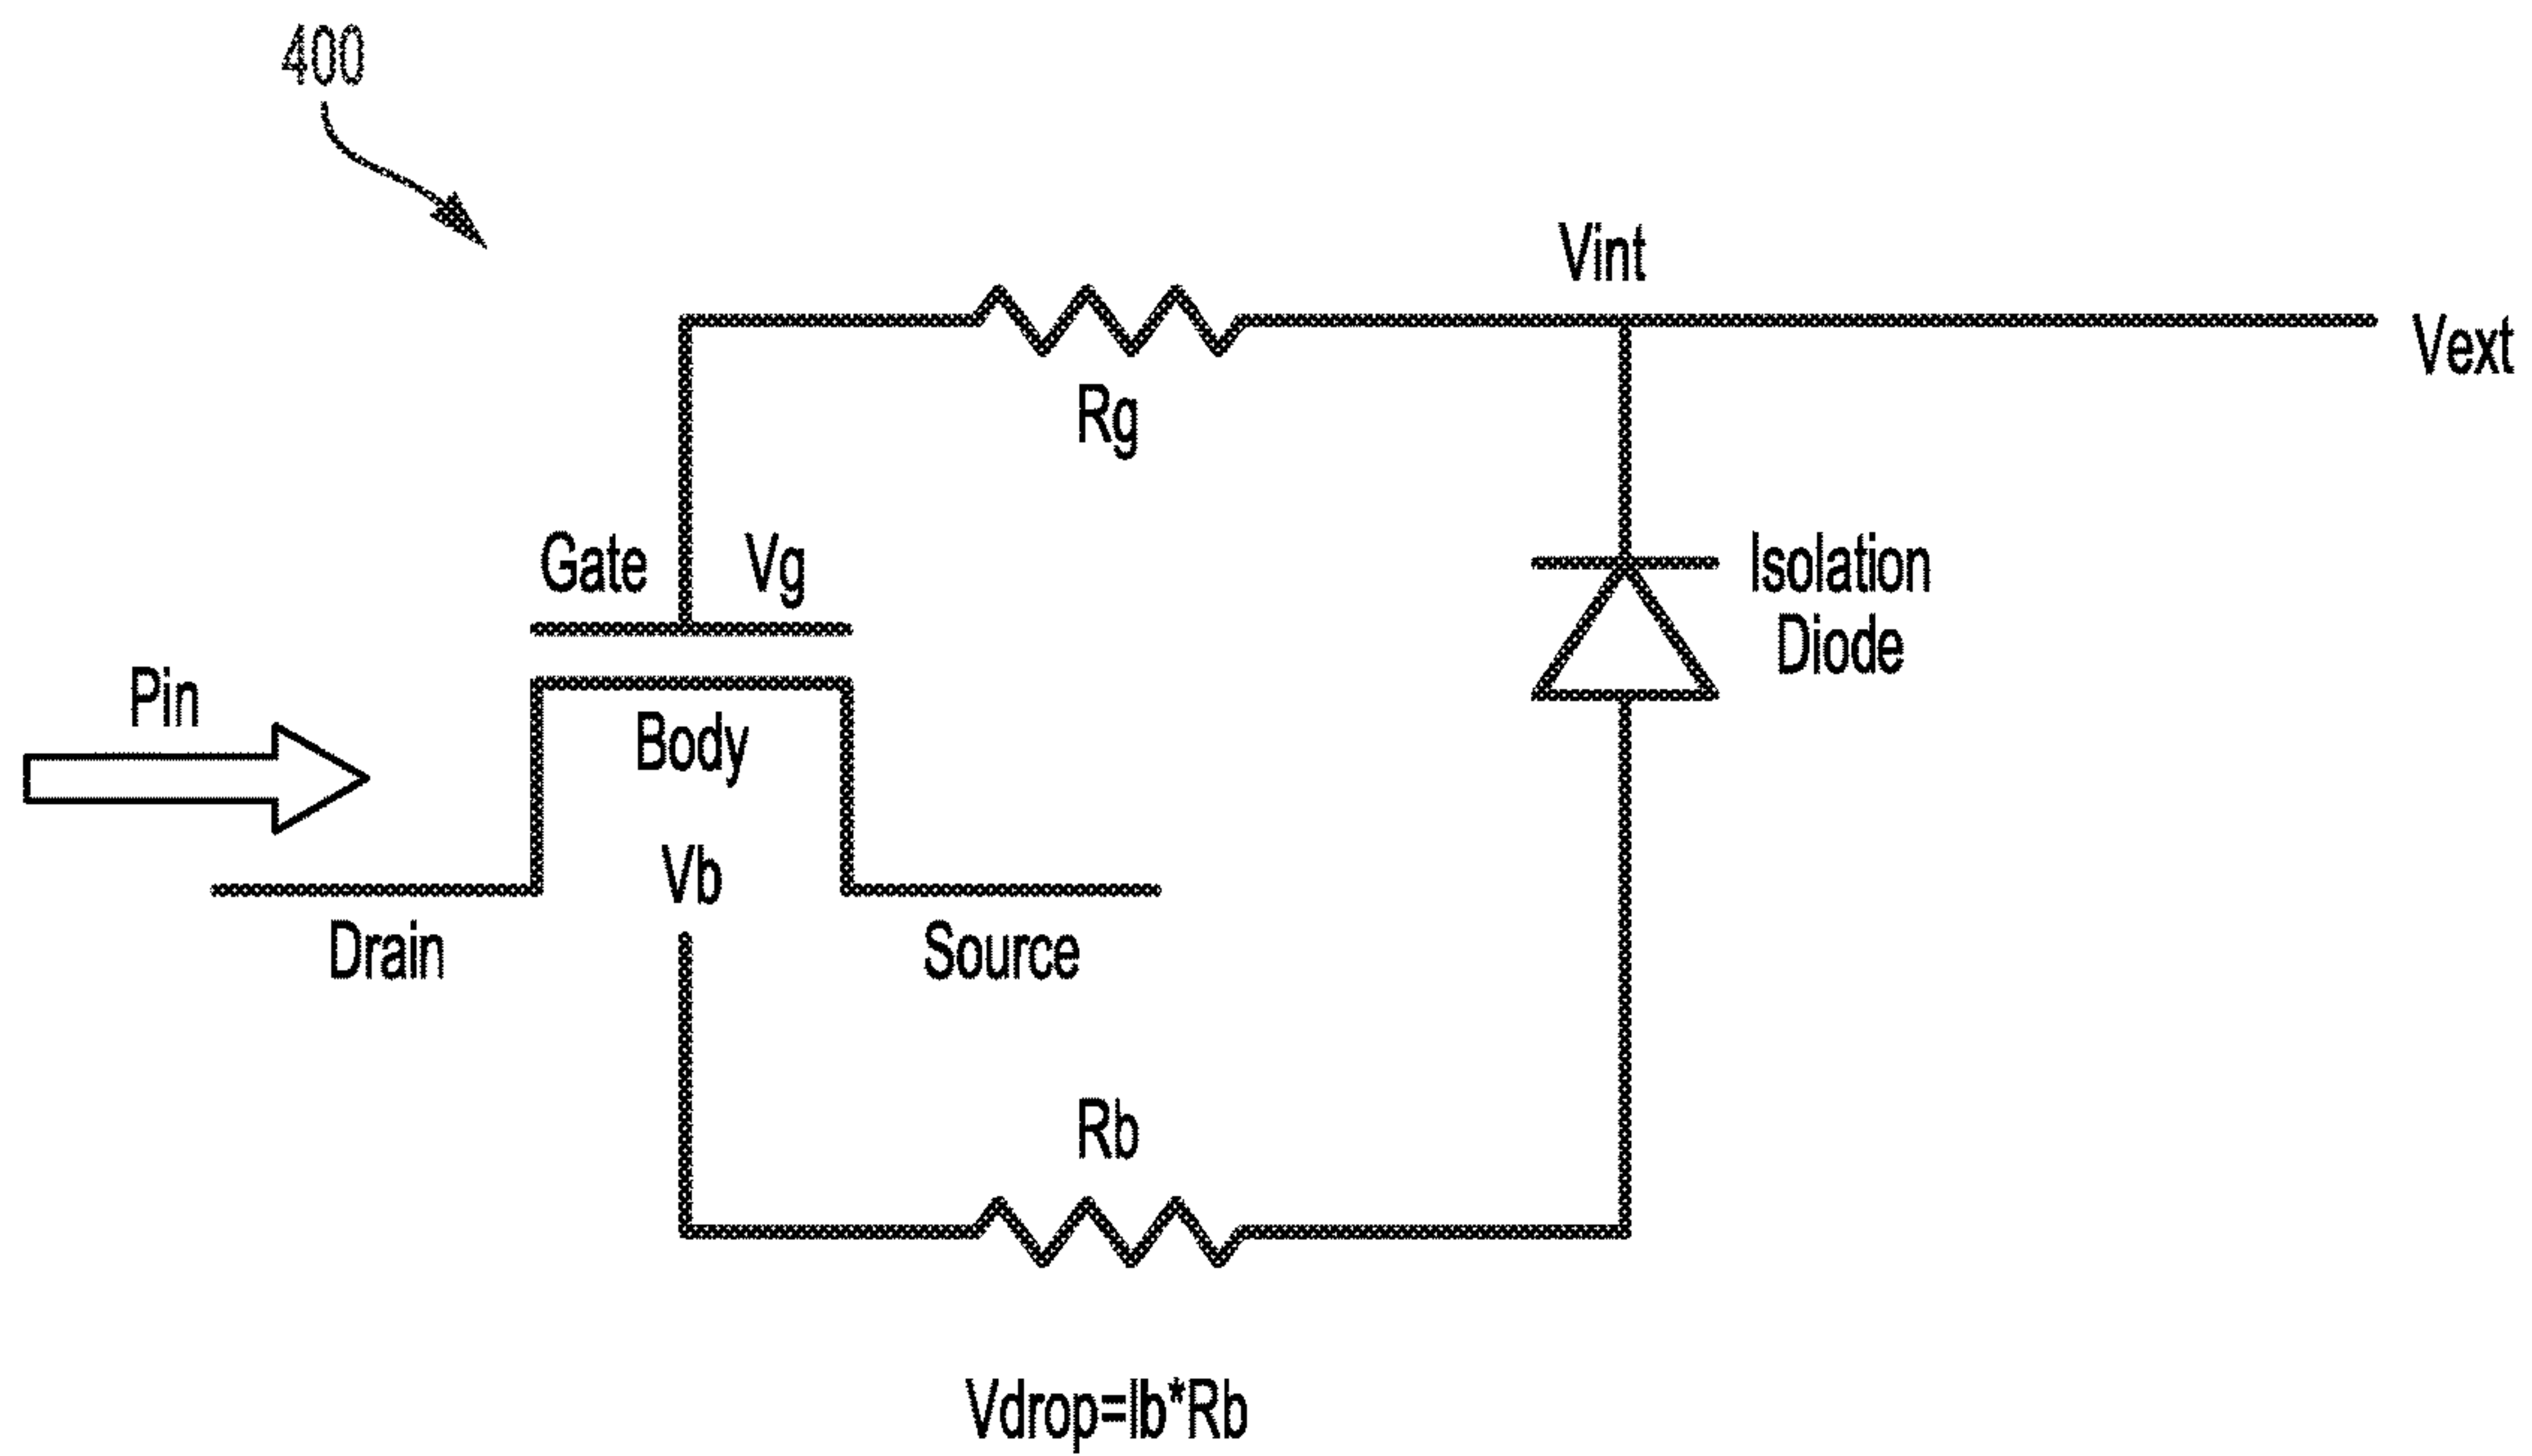 400
Vint
Vext
Rg
Gate
Vg
Isolation
Diode
Pin
Body
Vb
Drain
Source
Rb
Vdrop=Ib*Rb